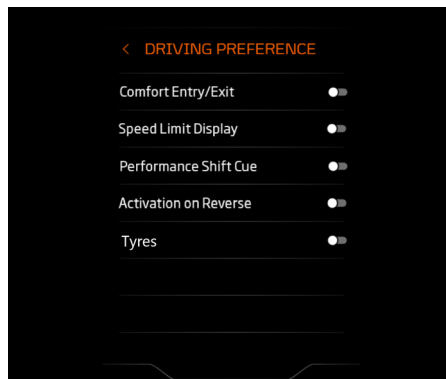 DRIVING PREFERENCE
Comfort Entry/Exit
Speed Limit Display
Performance Shift Cue
Activation on Reverse
Tyres